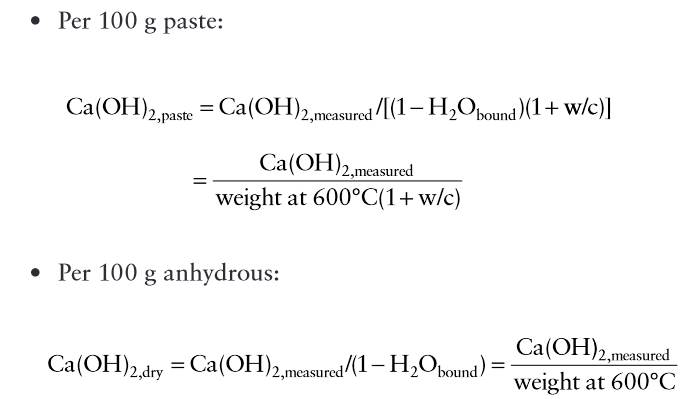 • Per 100 g paste:
Ca(OH)₂,paste = Ca(OH)₂,measured /[(1 − H₂Obound)(1 + w/c)]
= Ca(OH)₂,measured / weight at 600°C(1 + w/c)
• Per 100 g anhydrous:
Ca(OH)₂,dry = Ca(OH)₂,measured/(1 − H₂Obound) = Ca(OH)₂,measured / weight at 600°C